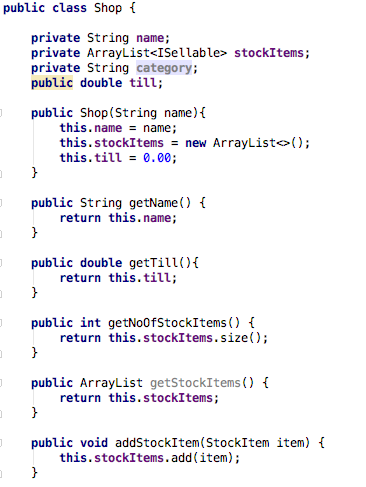 public class Shop {
private String name;
private ArrayList<ISellable> stockItems;
private String category;
public double till;
public Shop(String name){
this.name = name;
this.stockItems = new ArrayList<>();
this.till = 0.00;
}
public String getName() {
return this.name;
}
public double getTill(){
return this.till;
}
public int getNoOfStockItems() {
return this.stockItems.size();
}
public ArrayList getStockItems() {
return this.stockItems;
}
public void addStockItem(StockItem item) {
this.stockItems.add(item);
}